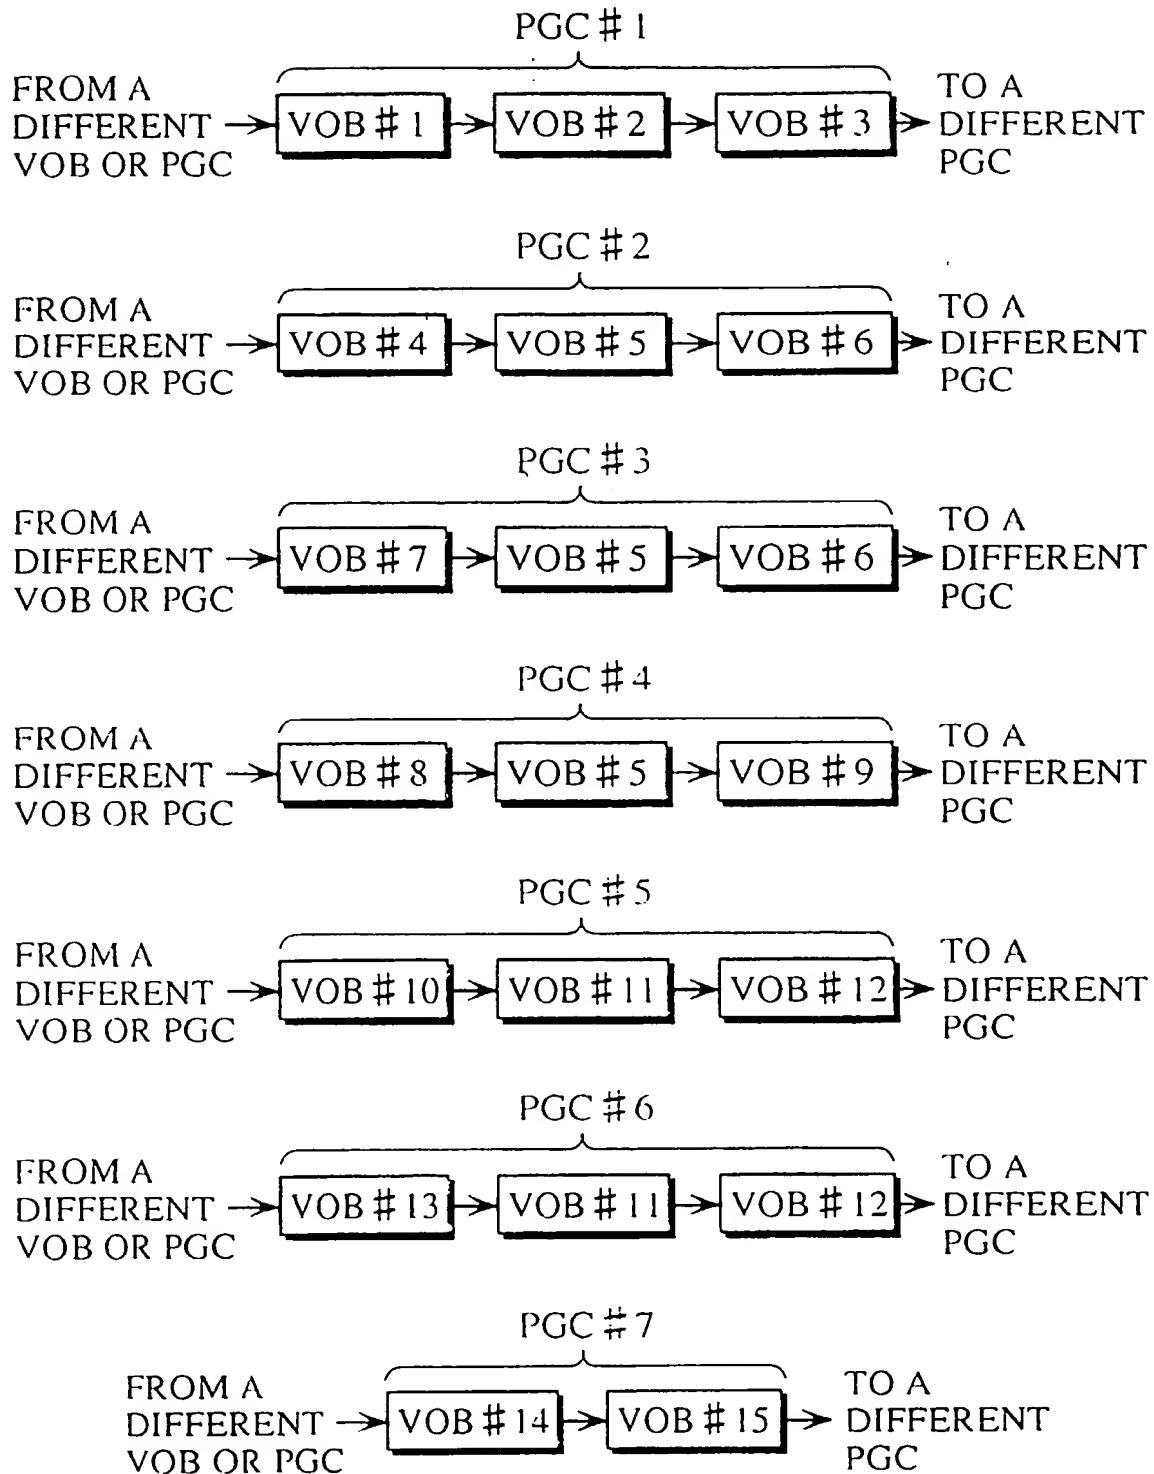 PGC # 1
FROM A
DIFFERENT
VOB OR PGC
VOB # 1
VOB # 2
VOB # 3
TO A
DIFFERENT
PGC
PGC # 2
FROM A
DIFFERENT
VOB OR PGC
VOB # 4
VOB # 5
VOB # 6
TO A
DIFFERENT
PGC
PGC # 3
FROM A
DIFFERENT
VOB OR PGC
VOB # 7
VOB # 5
VOB # 6
TO A
DIFFERENT
PGC
PGC # 4
FROM A
DIFFERENT
VOB OR PGC
VOB # 8
VOB # 5
VOB # 9
TO A
DIFFERENT
PGC
PGC # 5
FROM A
DIFFERENT
VOB OR PGC
VOB # 10
VOB # 11
VOB # 12
TO A
DIFFERENT
PGC
PGC # 6
FROM A
DIFFERENT
VOB OR PGC
VOB # 13
VOB # 11
VOB # 12
TO A
DIFFERENT
PGC
PGC # 7
FROM A
DIFFERENT
VOB OR PGC
VOB # 14
VOB # 15
TO A
DIFFERENT
PGC